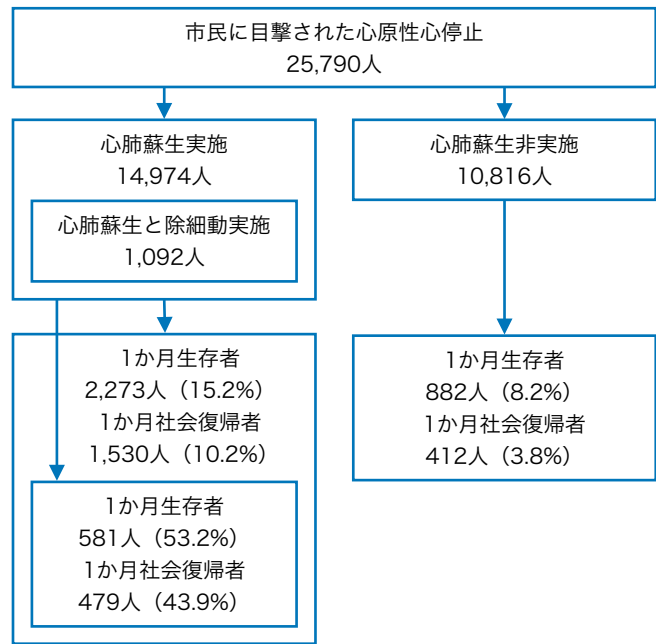 市民に目撃された心原性心停止
25,790人
心肺蘇生実施
14,974人
心肺蘇生と除細動実施
1,092人
心肺蘇生非実施
10,816人
1か月生存者
2,273人（15.2%）
1か月社会復帰者
1,530人（10.2%）
1か月生存者
581人（53.2%）
1か月社会復帰者
479人（43.9%）
1か月生存者
882人（8.2%）
1か月社会復帰者
412人（3.8%）